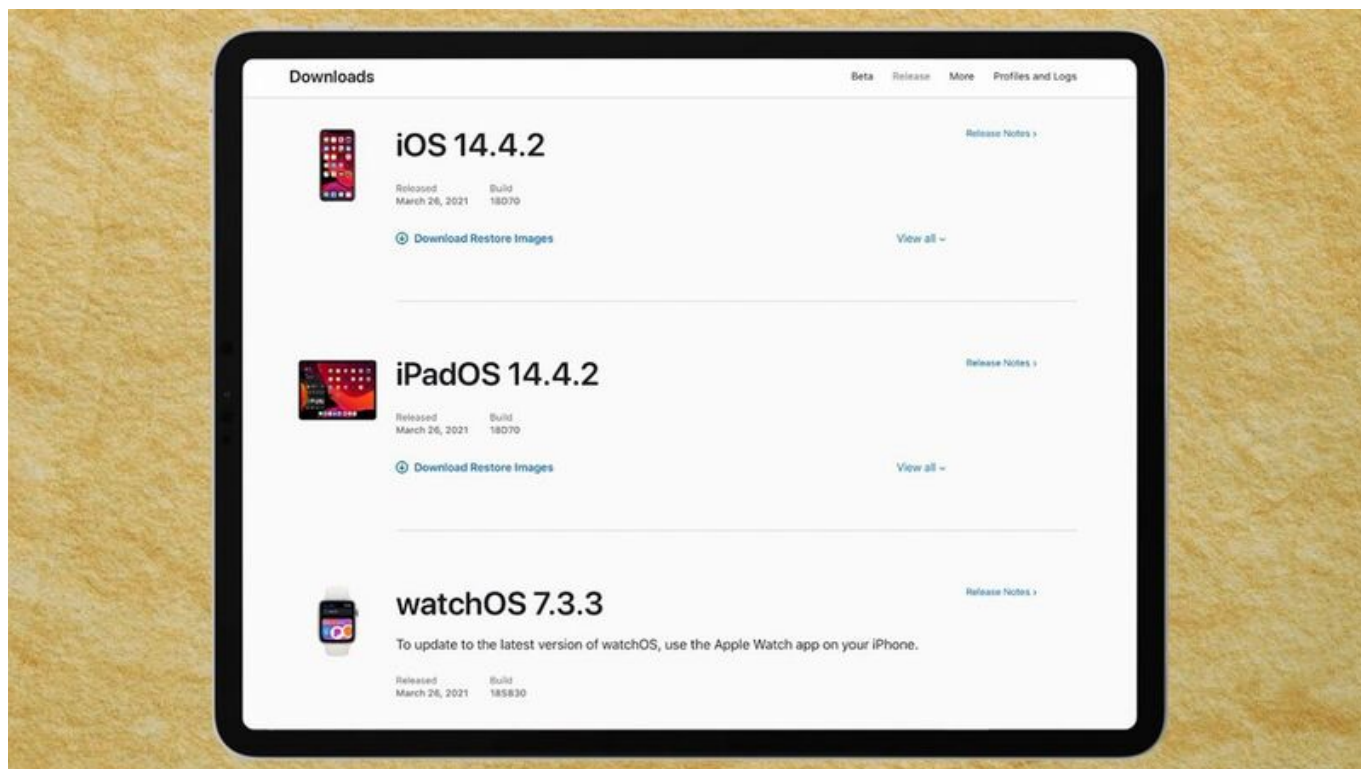 Downloads
Beta Release More Profiles and Logs
iOS 14.4.2
Release Notes ›
Released Build
March 26, 2021 18D70
Download Restore Images
View all
iPadOS 14.4.2
Release Notes ›
Released Build
March 26, 2021 18D70
Download Restore Images
View all
watchOS 7.3.3
Release Notes ›
To update to the latest version of watchOS, use the Apple Watch app on your iPhone.
Released Build
March 26, 2021 18S830